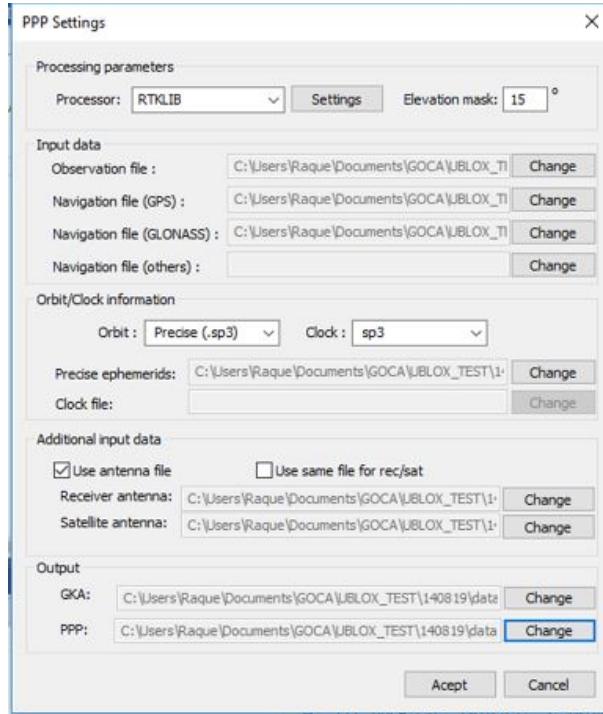 PPP Settings
Processing parameters
Processor: RTKLIB Settings Elevation mask: 15 °
Input data
Observation file : C:\Users\Raque\Documents\GOCA\UBLOX_TI Change
Navigation file (GPS) : C:\Users\Raque\Documents\GOCA\UBLOX_TI Change
Navigation file (GLONASS) : C:\Users\Raque\Documents\GOCA\UBLOX_TI Change
Navigation file (others) : Change
Orbit/Clock information
Orbit : Precise (.sp3) Clock : sp3
Precise ephemerids: C:\Users\Raque\Documents\GOCA\UBLOX_TEST\1 Change
Clock file: Change
Additional input data
Use antenna file Use same file for rec/sat
Receiver antenna: C:\Users\Raque\Documents\GOCA\UBLOX_TEST\1 Change
Satellite antenna: C:\Users\Raque\Documents\GOCA\UBLOX_TEST\1 Change
Output
GKA: C:\Users\Raque\Documents\GOCA\UBLOX_TEST\140819\data Change
PPP: C:\Users\Raque\Documents\GOCA\UBLOX_TEST\140819\data Change
Acept Cancel